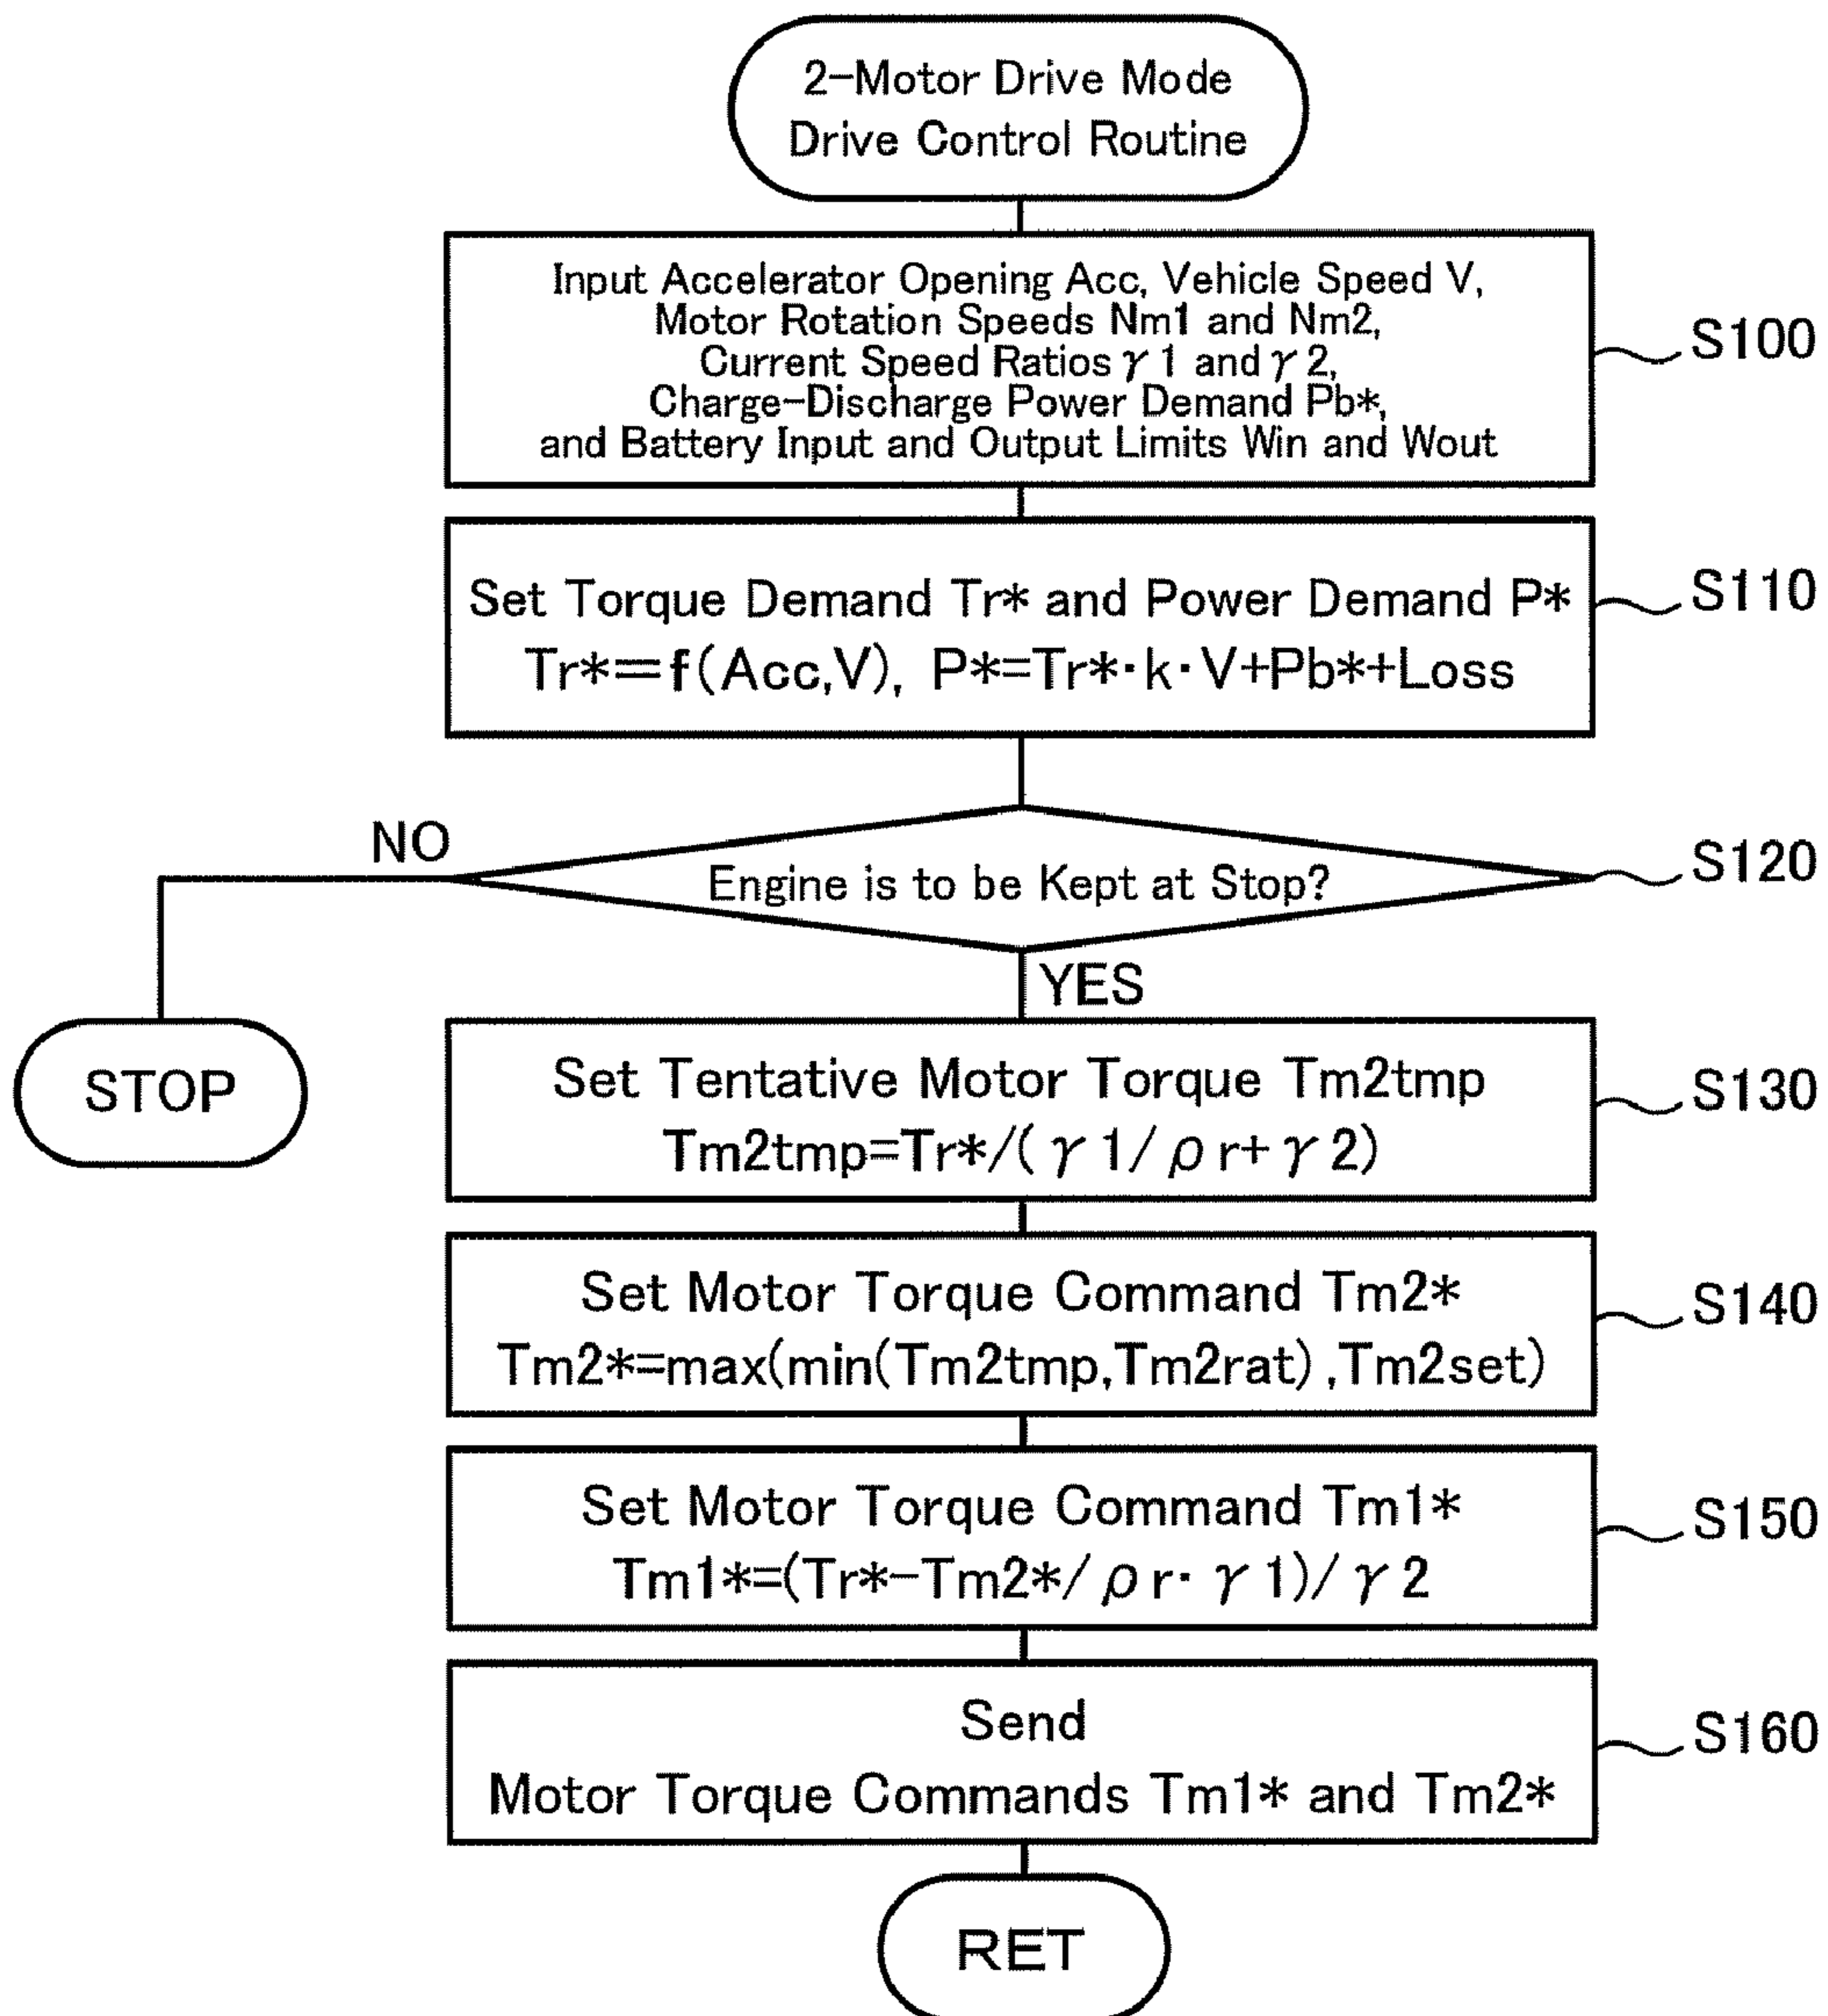 2-Motor Drive Mode
Drive Control Routine
Input Accelerator Opening Acc, Vehicle Speed V,
Motor Rotation Speeds Nm1 and Nm2,
Current Speed Ratios γ1 and γ2,
Charge-Discharge Power Demand Pb*,
and Battery Input and Output Limits Win and Wout
S100
Set Torque Demand Tr* and Power Demand P*
Tr*=f(Acc,V), P*=Tr*·k·V+Pb*+Loss
S110
Engine is to be Kept at Stop?
S120
NO
YES
STOP
Set Tentative Motor Torque Tm2tmp
Tm2tmp=Tr*/(γ1/ρr+γ2)
S130
Set Motor Torque Command Tm2*
Tm2*=max(min(Tm2tmp,Tm2rat),Tm2set)
S140
Set Motor Torque Command Tm1*
Tm1*=(Tr*-Tm2*/ρr·γ1)/γ2
S150
Send
Motor Torque Commands Tm1* and Tm2*
S160
RET